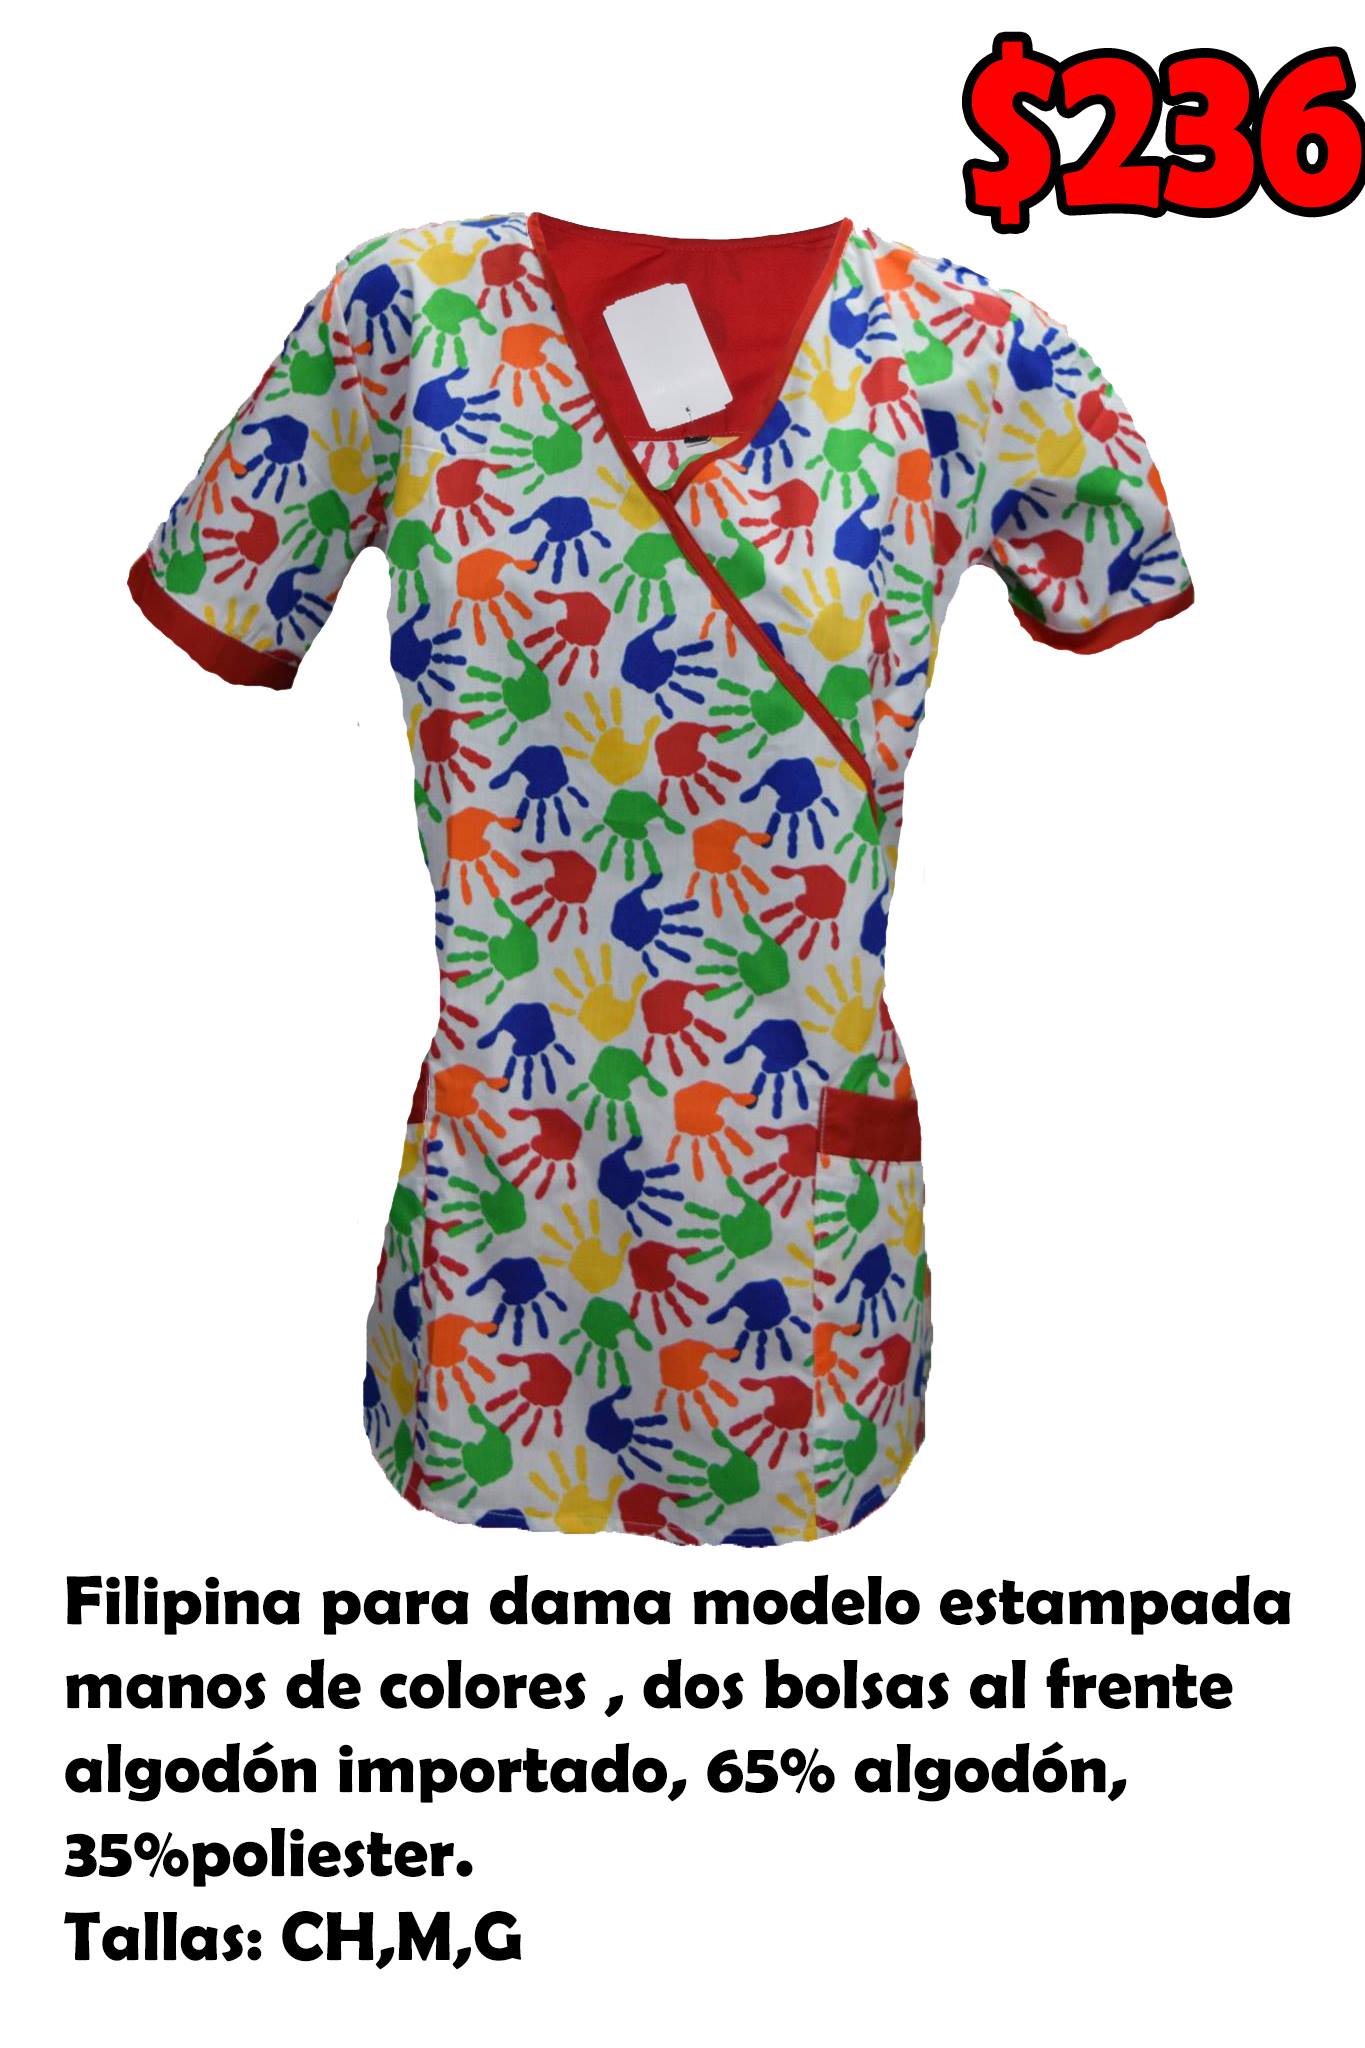 $236
Filipina para dama modelo estampada
manos de colores , dos bolsas al frente
algodón importado, 65% algodón,
35%poliester.
Tallas: CH,M,G